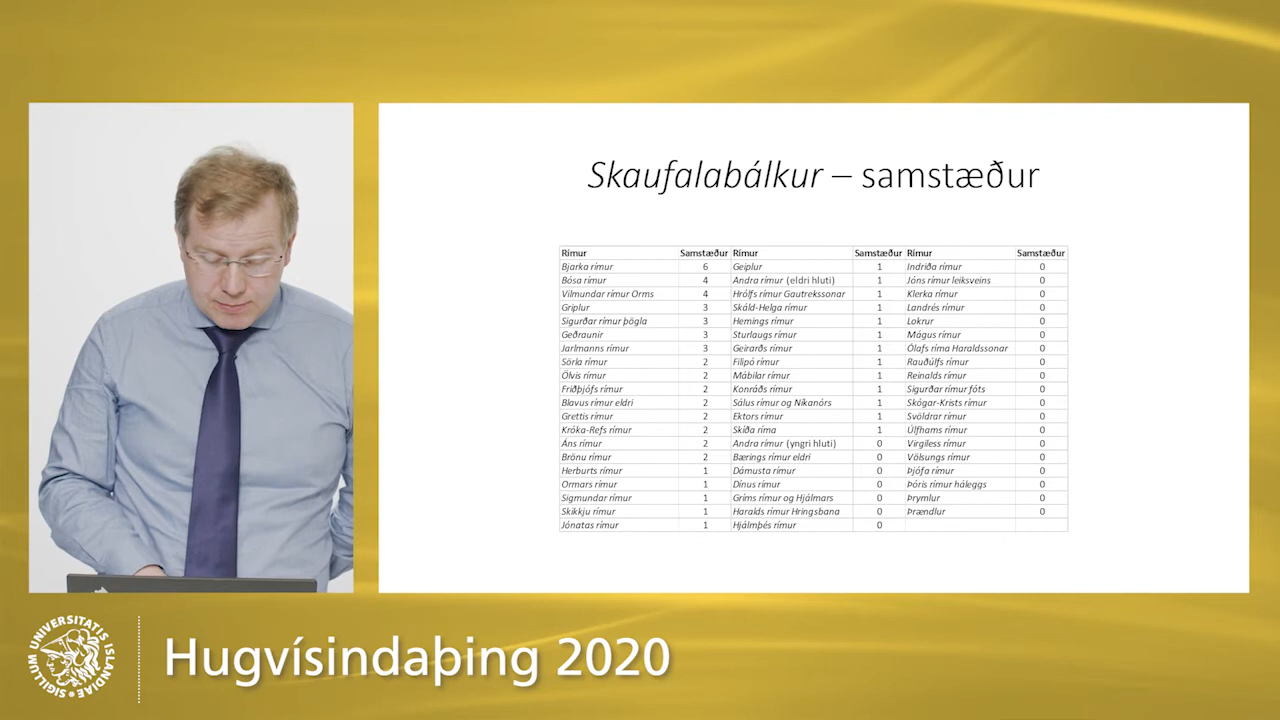 Skaufalabálkur – samstæður
Rímur Samstæður Rímur Samstæður Rímur Samstæður
Bjarka rímur 6 Geiplur 1 Indriða rímur 0
Bósa rímur 4 Andra rímur (eldri hluti) 1 Jóns rímur leiksveins 0
Vilmundar rímur Orms 4 Hrólfs rímur Gautrekssonar 1 Klerka rímur 0
Griplur 3 Skáld-Helga rímur 1 Landrés rímur 0
Sigurðar rímur þögla 3 Hemings rímur 1 Lokrur 0
Geðraunir 3 Sturlaugs rímur 1 Mágus rímur 0
Jarlmanns rímur 3 Geirarðs rímur 1 Ólafs ríma Haraldssonar 0
Sörla rímur 2 Filipó rímur 1 Rauðúlfs rímur 0
Ölvis rímur 2 Mábilar rímur 1 Reinalds rímur 0
Friðþjófs rímur 2 Konráðs rímur 1 Sigurðar rímur fóts 0
Blavus rímur eldri 2 Sálus rímur og Níkanórs 1 Skógar-Krists rímur 0
Grettis rímur 2 Ektors rímur 1 Svöldrar rímur 0
Króka-Refs rímur 2 Skíða ríma 1 Úlfhams rímur 0
Áns rímur 2 Andra rímur (yngri hluti) 0 Virgiless rímur 0
Brönu rímur 2 Bærings rímur eldri 0 Völsungs rímur 0
Herburts rímur 1 Dámusta rímur 0 Þjófa rímur 0
Ormars rímur 1 Dínus rímur 0 Þóris rímur háleggs 0
Sigmundar rímur 1 Gríms rímur og Hjálmars 0 Þrymlur 0
Skikkju rímur 1 Haralds rímur Hringsbana 0 Þrændlur 0
Jónatas rímur 1 Hjálmþés rímur 0
SIGILLUM UNIVERSITATIS ISLANDIAE
Hugvísindaþing 2020